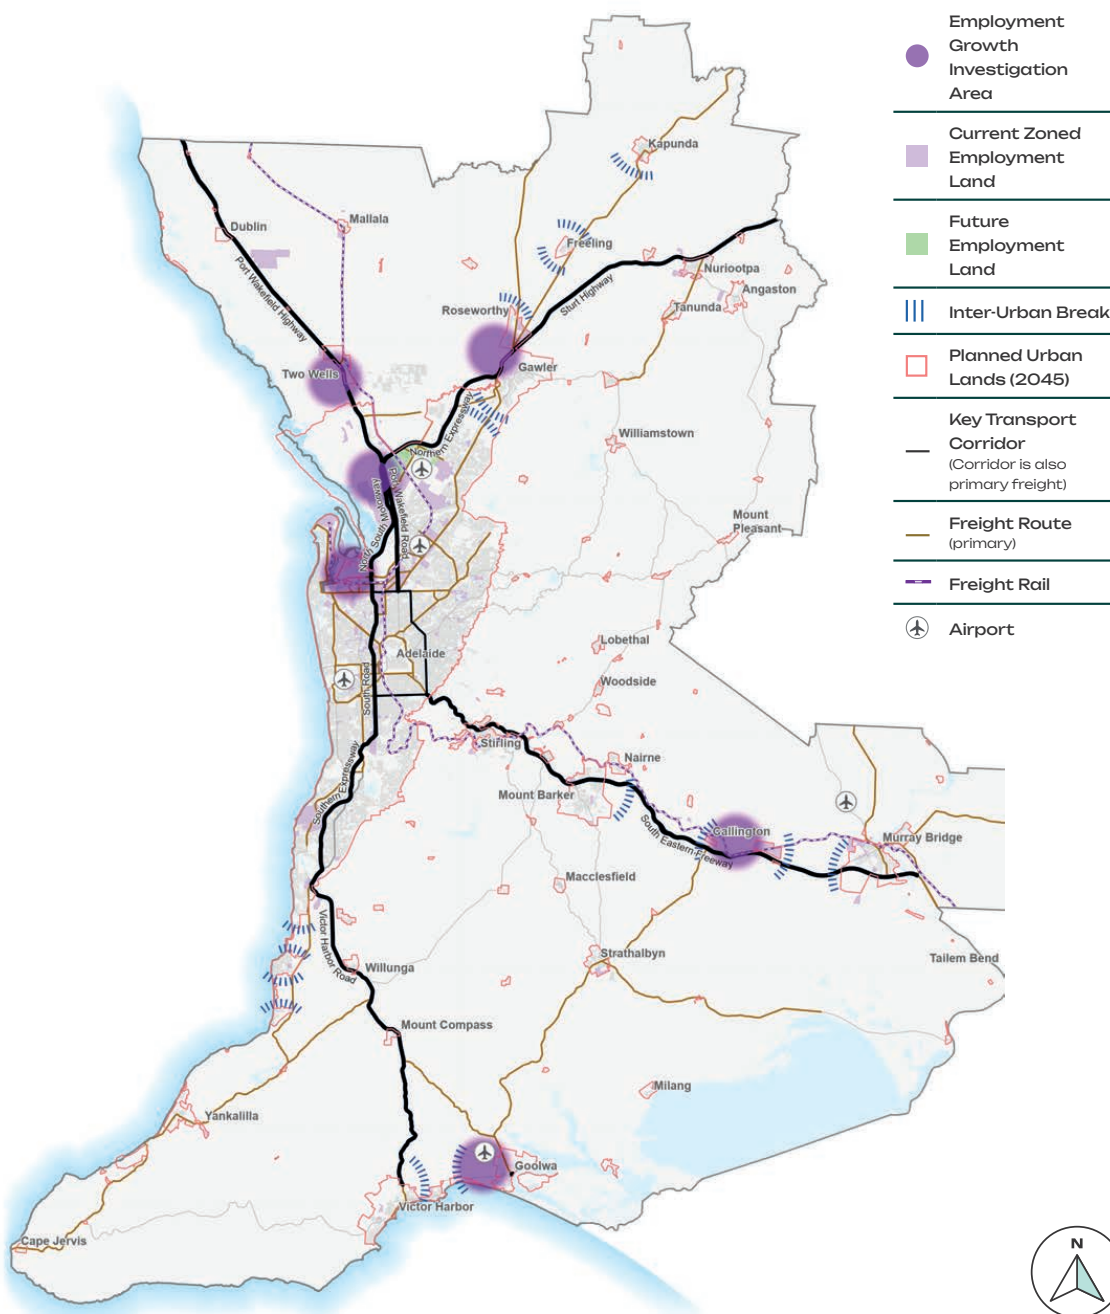 Employment
Growth
Investigation
Area
Current Zoned
Employment
Land
Future
Employment
Land
Inter-Urban Break
Planned Urban
Lands (2045)
Key Transport
Corridor
(Corridor is also
primary freight)
Freight Route
(primary)
Freight Rail
Airport
Kapunda
Mallala
Dublin
Freeling
Port Wakefield Highway
Nuriootpa
Sturt Highway
Angaston
Roseworthy
Tanunda
Two Wells
Gawler
Northern Expressway
Williamstown
Port Wakefield Road
North South Motorway
Mount
Pleasant
Lobethal
Adelaide
Woodside
South Road
Stirling
Nairne
Southern Expressway
Mount Barker
South Eastern Freeway
Callington
Murray Bridge
Macclesfield
Victor Harbor Road
Strathalbyn
Tailem Bend
Willunga
Mount Compass
Milang
Yankalilla
Goolwa
Victor Harbor
Cape Jervis
N